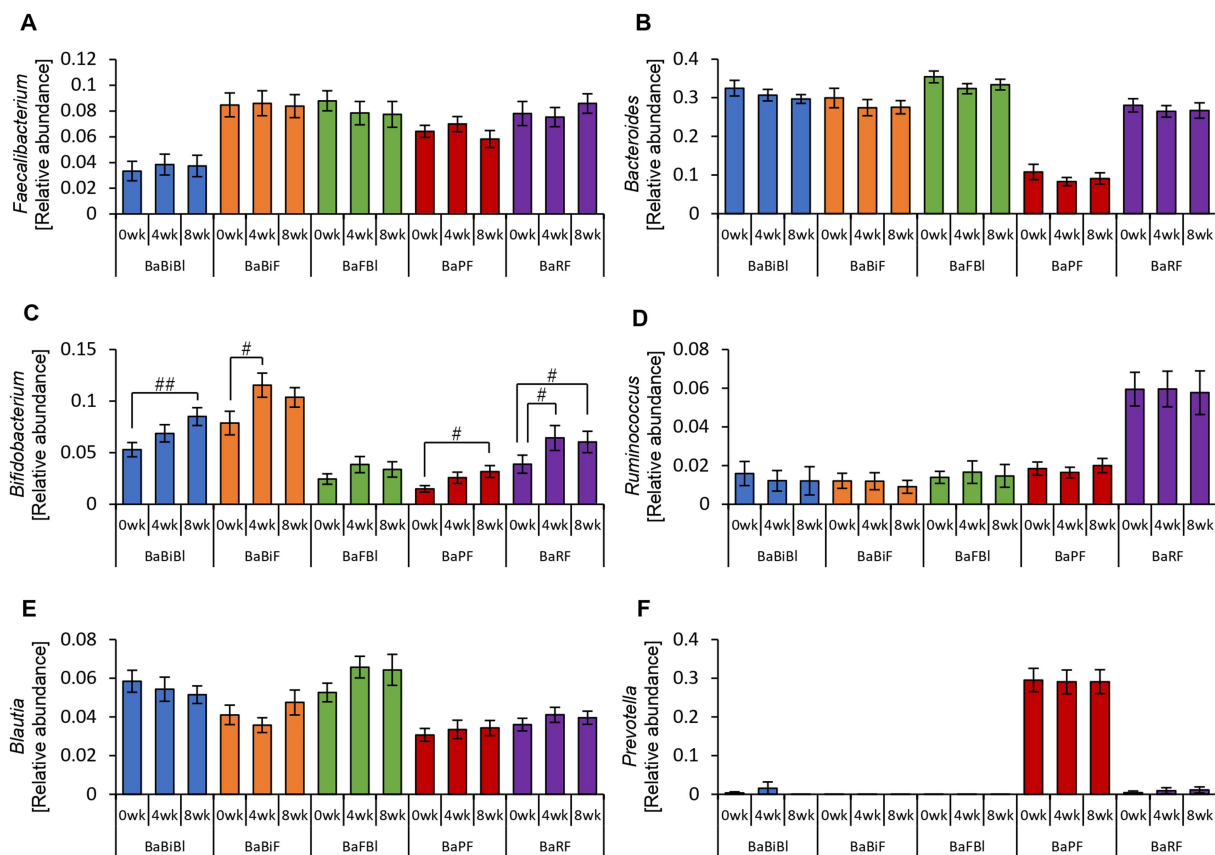 A
Faecalibacterium
[Relative abundance]
0.12
0.1
0.08
0.06
0.04
0.02
0
0wk 4wk 8wk 0wk 4wk 8wk 0wk 4wk 8wk 0wk 4wk 8wk 0wk 4wk 8wk
BaBiBl BaBiF BaFBl BaPF BaRF
B
Bacteroides
[Relative abundance]
0.4
0.3
0.2
0.1
0
0wk 4wk 8wk 0wk 4wk 8wk 0wk 4wk 8wk 0wk 4wk 8wk 0wk 4wk 8wk
BaBiBl BaBiF BaFBl BaPF BaRF
C
Bifidobacterium
[Relative abundance]
0.15
0.1
0.05
0
## # # # #
0wk 4wk 8wk 0wk 4wk 8wk 0wk 4wk 8wk 0wk 4wk 8wk 0wk 4wk 8wk
BaBiBl BaBiF BaFBl BaPF BaRF
D
Ruminococcus
[Relative abundance]
0.08
0.06
0.04
0.02
0
0wk 4wk 8wk 0wk 4wk 8wk 0wk 4wk 8wk 0wk 4wk 8wk 0wk 4wk 8wk
BaBiBl BaBiF BaFBl BaPF BaRF
E
Blautia
[Relative abundance]
0.08
0.06
0.04
0.02
0
0wk 4wk 8wk 0wk 4wk 8wk 0wk 4wk 8wk 0wk 4wk 8wk 0wk 4wk 8wk
BaBiBl BaBiF BaFBl BaPF BaRF
F
Prevotella
[Relative abundance]
0.4
0.3
0.2
0.1
0
0wk 4wk 8wk 0wk 4wk 8wk 0wk 4wk 8wk 0wk 4wk 8wk 0wk 4wk 8wk
BaBiBl BaBiF BaFBl BaPF BaRF